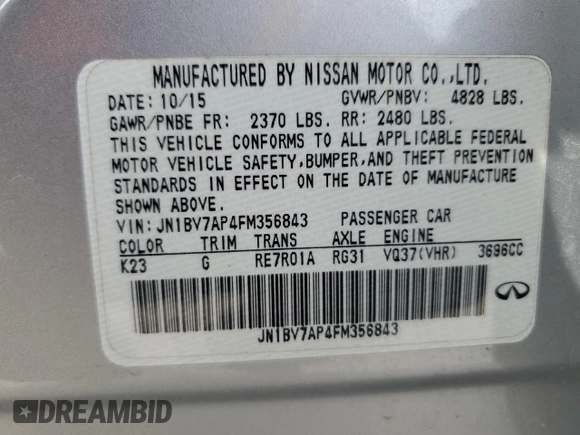 MANUFACTURED BY NISSAN MOTOR CO.,LTD.
DATE: 10/15 GVWR/PNBV: 4828 LBS.
GAWR/PNBE FR: 2370 LBS. RR: 2480 LBS.
THIS VEHICLE CONFORMS TO ALL APPLICABLE FEDERAL
MOTOR VEHICLE SAFETY,BUMPER,AND THEFT PREVENTION
STANDARDS IN EFFECT ON THE DATE OF MANUFACTURE
SHOWN ABOVE.
VIN: JN1BV7AP4FM356843 PASSENGER CAR
COLOR TRIM TRANS AXLE ENGINE
K23 G RE7R01A RG31 VQ37(VHR) 3696CC
JN1BV7AP4FM356843
DREAMBID